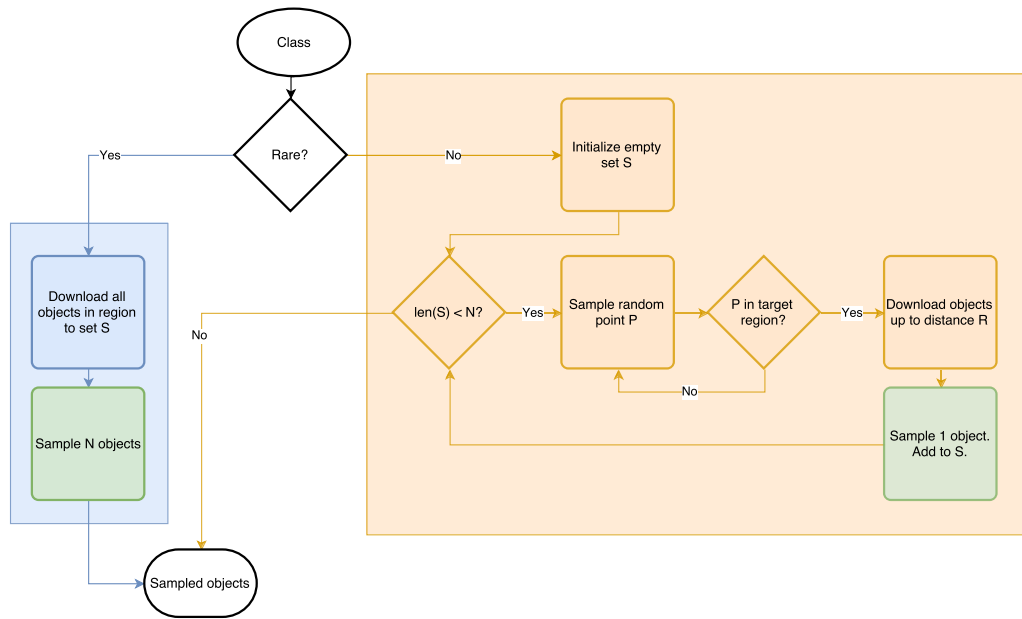 Class
Rare?
Yes
No
Initialize empty
set S
Download all
objects in region
to set S
len(S) < N?
Yes
Sample random
point P
P in target
region?
Yes
Download objects
up to distance R
No
No
Sample N objects
Sample 1 object.
Add to S.
Sampled objects